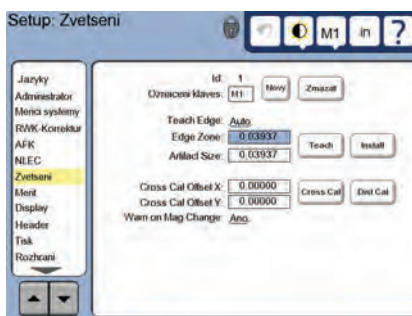 Setup: Zvetseni
M1
in
?
Jazyky
Administrator
Merici systemy
RWK-Korrektur
AFK
NLEC
Zvetseni
Merit
Display
Header
Tisk
Rozhrani
Id: 1
Oznaceni klaves: M1
Novy
Zmazat
Teach Edge: Auto
Edge Zone: 0.03937
Teach
Install
Artifact Size: 0.03937
Cross Cal Offset X: 0.00000
Cross Cal
Dist Cal
Cross Cal Offset Y: 0.00000
Warn on Mag Change: Ano